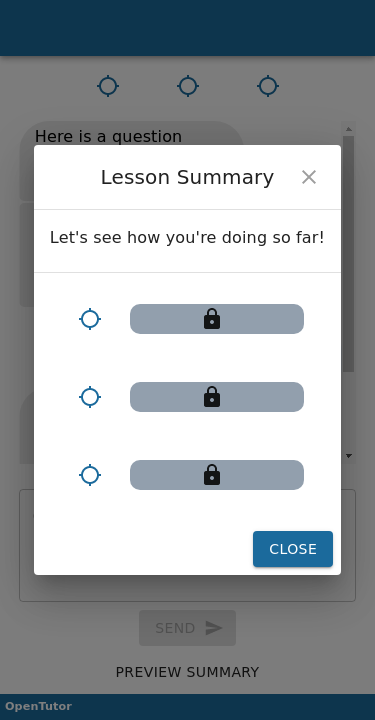 Here is a question
Lesson Summary
Let's see how you're doing so far!
CLOSE
SEND
PREVIEW SUMMARY
OpenTutor